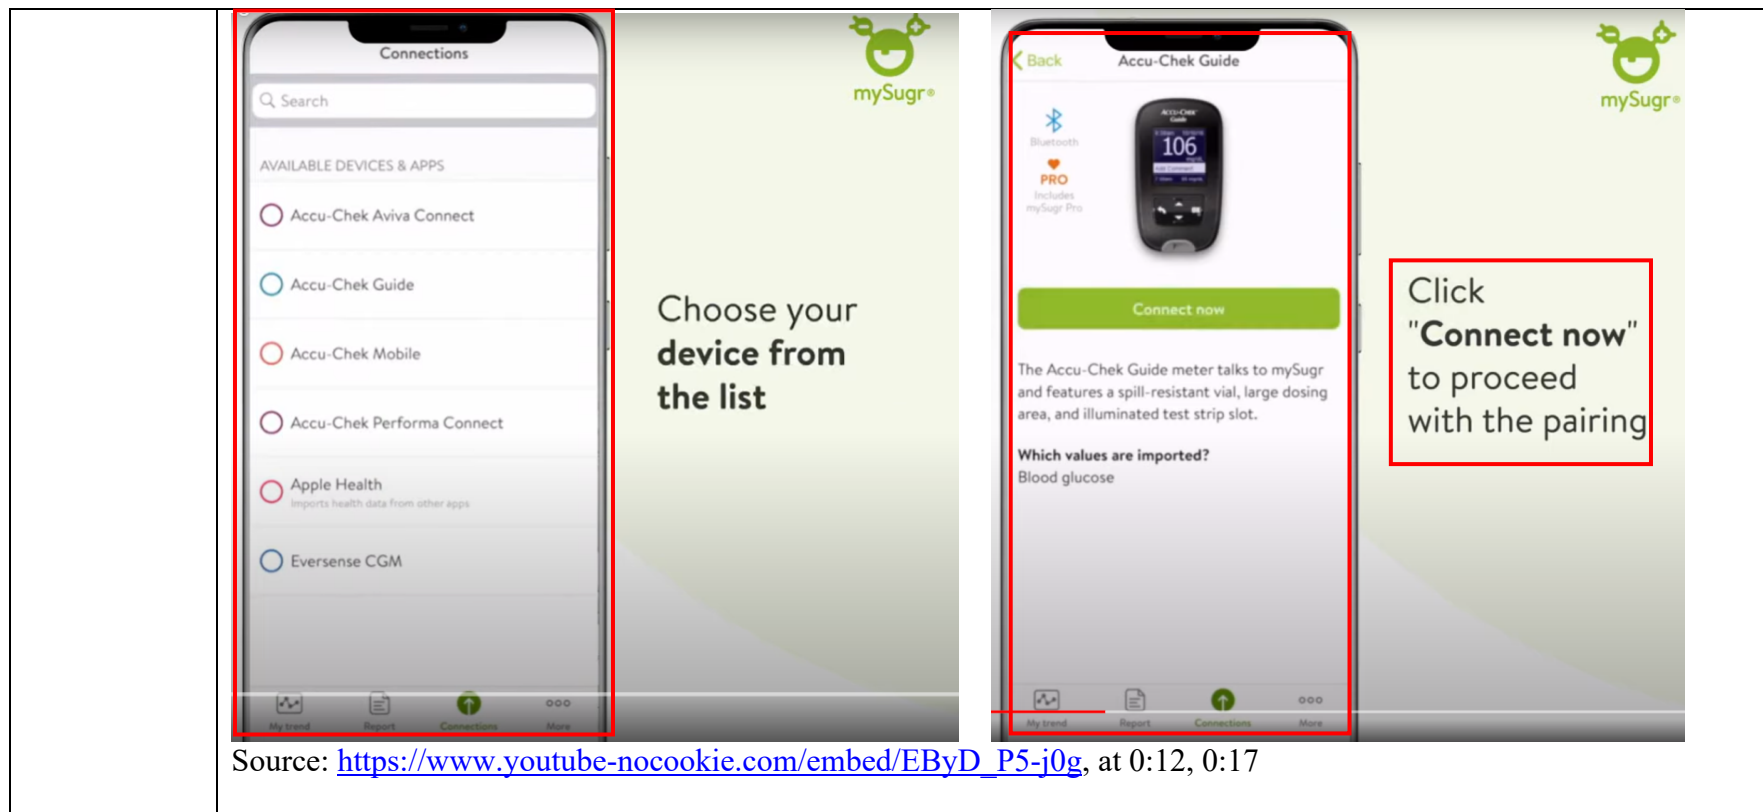 Connections
Search
AVAILABLE DEVICES & APPS
Accu-Chek Aviva Connect
Accu-Chek Guide
Accu-Chek Mobile
Accu-Chek Performa Connect
Apple Health
Imports health data from other apps
Eversense CGM
My trend Report Connections More
mySugr®
Choose your
device from
the list
Back Accu-Chek Guide
Bluetooth
PRO
Includes
mySugr Pro
ACCU-CHEK
Guide
106
mg/dL
Connect now
The Accu-Chek Guide meter talks to mySugr
and features a spill-resistant vial, large dosing
area, and illuminated test strip slot.
Which values are imported?
Blood glucose
My trend Report Connections More
mySugr®
Click
"Connect now"
to proceed
with the pairing
Source: https://www.youtube-nocookie.com/embed/EByD_P5-j0g, at 0:12, 0:17